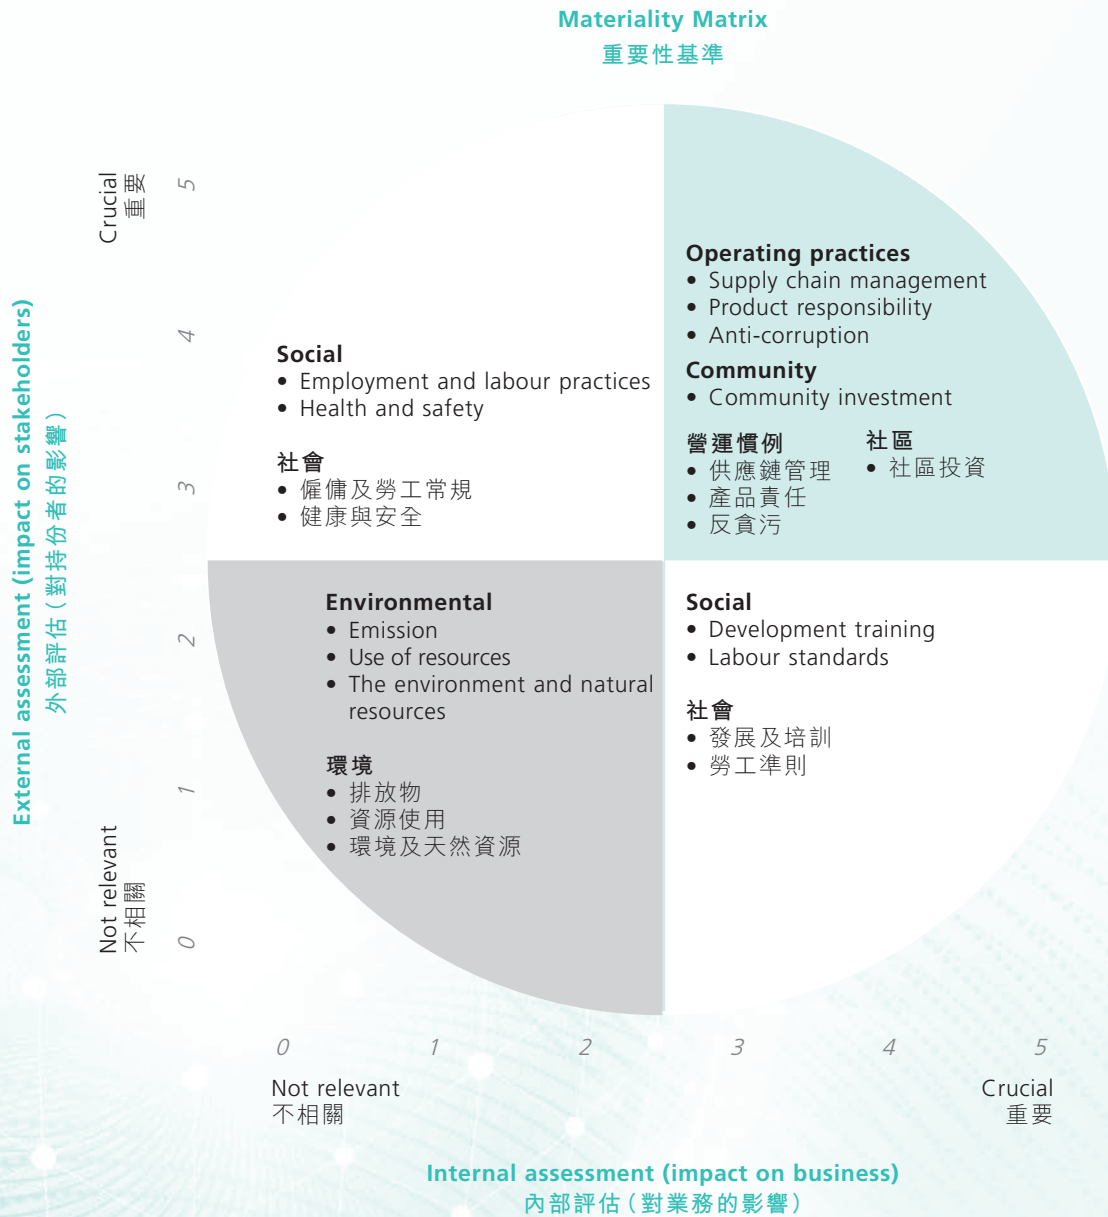 Materiality Matrix
重要性基準
External assessment (impact on stakeholders)
外部評估（對持份者的影響）
Crucial
重要
5
4
3
2
1
0
Not relevant
不相關
Social
• Employment and labour practices
• Health and safety
社會
• 僱傭及勞工常規
• 健康與安全
Operating practices
• Supply chain management
• Product responsibility
• Anti-corruption
Community
• Community investment
營運慣例
• 供應鏈管理
• 產品責任
• 反貪污
社區
• 社區投資
Environmental
• Emission
• Use of resources
• The environment and natural
resources
環境
• 排放物
• 資源使用
• 環境及天然資源
Social
• Development training
• Labour standards
社會
• 發展及培訓
• 勞工準則
0 1 2 3 4 5
Not relevant
不相關
Crucial
重要
Internal assessment (impact on business)
內部評估（對業務的影響）